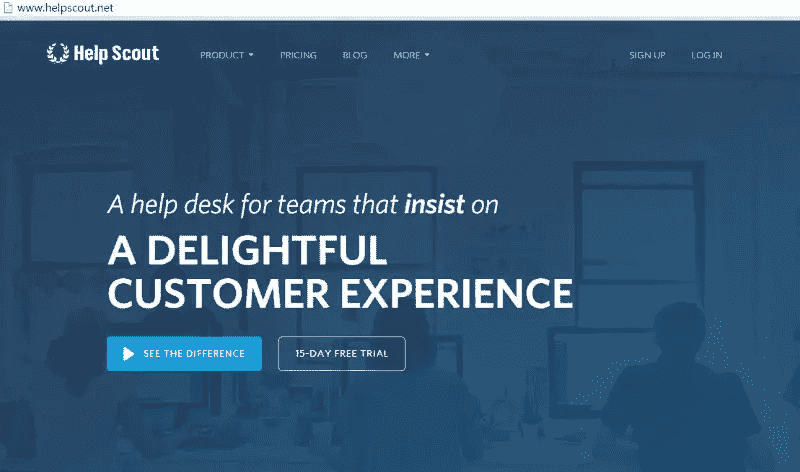 www.helpscout.net
Help Scout
PRODUCT
PRICING
BLOG
MORE
SIGN UP
LOG IN
A help desk for teams that insist on
A DELIGHTFUL
CUSTOMER EXPERIENCE
SEE THE DIFFERENCE
15-DAY FREE TRIAL